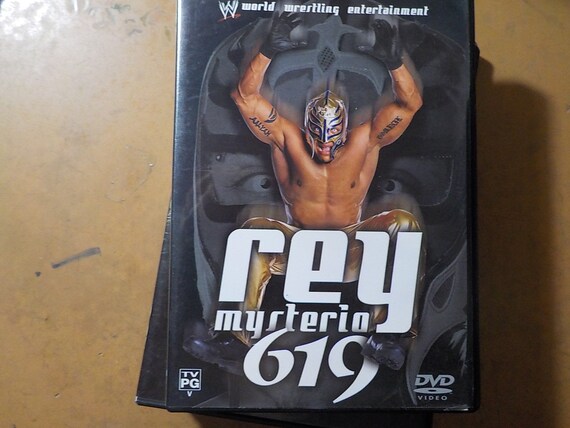 W world wrestling entertainment
rey
mysterio
619
TV
PG
V
DVD
VIDEO